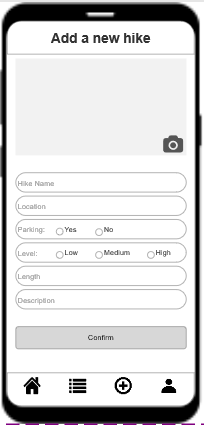 Add a new hike
Hike Name
Location
Parking: Yes No
Level: Low Medium High
Length
Description
Confirm